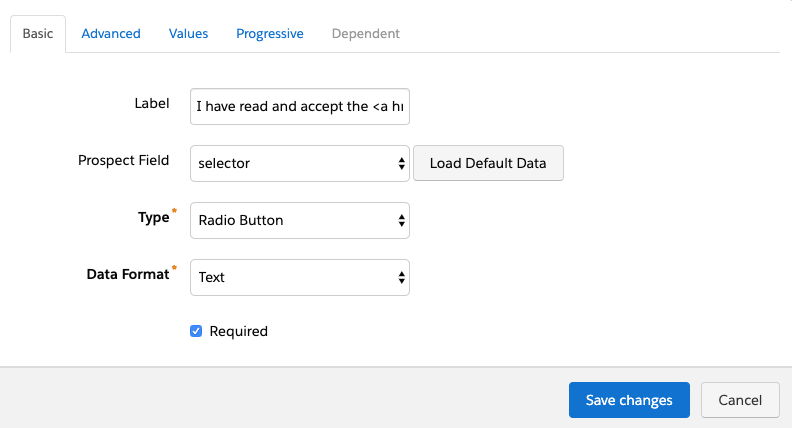 Basic Advanced Values Progressive Dependent
Label I have read and accept the <a
Prospect Field selector Load Default Data
Type* Radio Button
Data Format* Text
Required
Save changes Cancel